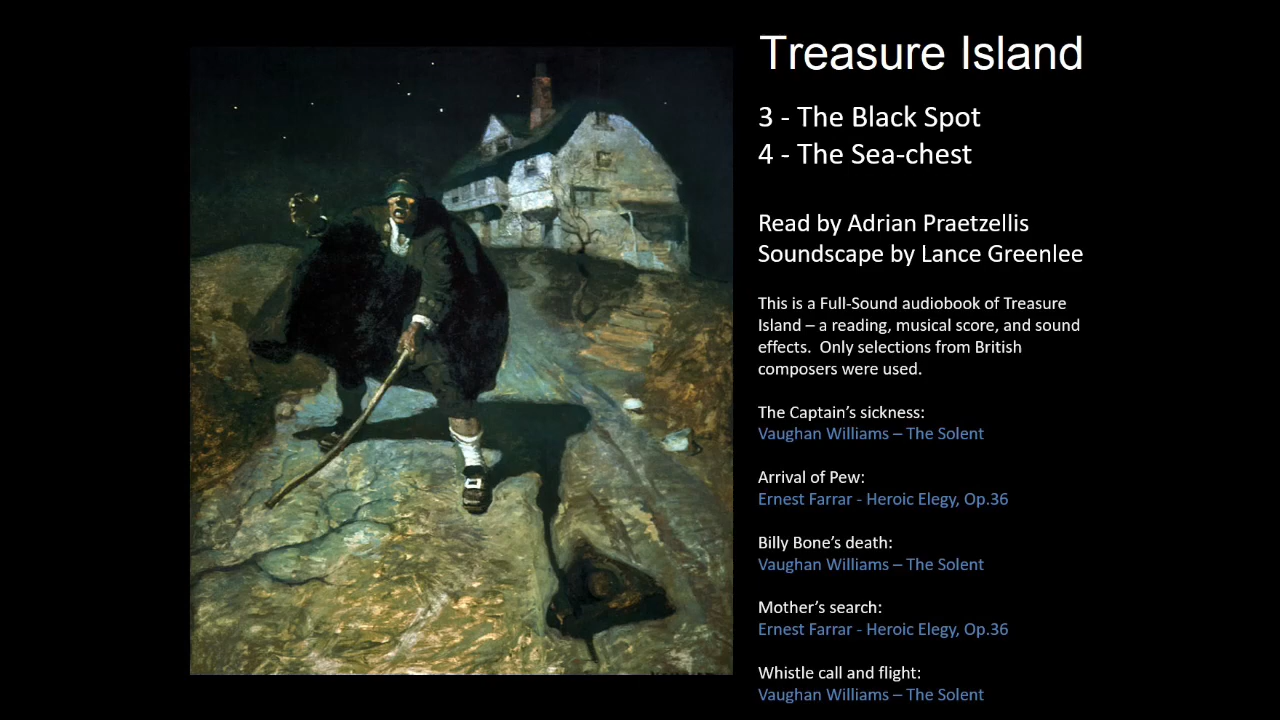 Treasure Island
3 - The Black Spot
4 - The Sea-chest
Read by Adrian Praetzellis
Soundscape by Lance Greenlee
This is a Full-Sound audiobook of Treasure
Island – a reading, musical score, and sound
effects.  Only selections from British
composers were used.
The Captain's sickness:
Vaughan Williams – The Solent
Arrival of Pew:
Ernest Farrar - Heroic Elegy, Op.36
Billy Bone's death:
Vaughan Williams – The Solent
Mother's search:
Ernest Farrar - Heroic Elegy, Op.36
Whistle call and flight:
Vaughan Williams – The Solent